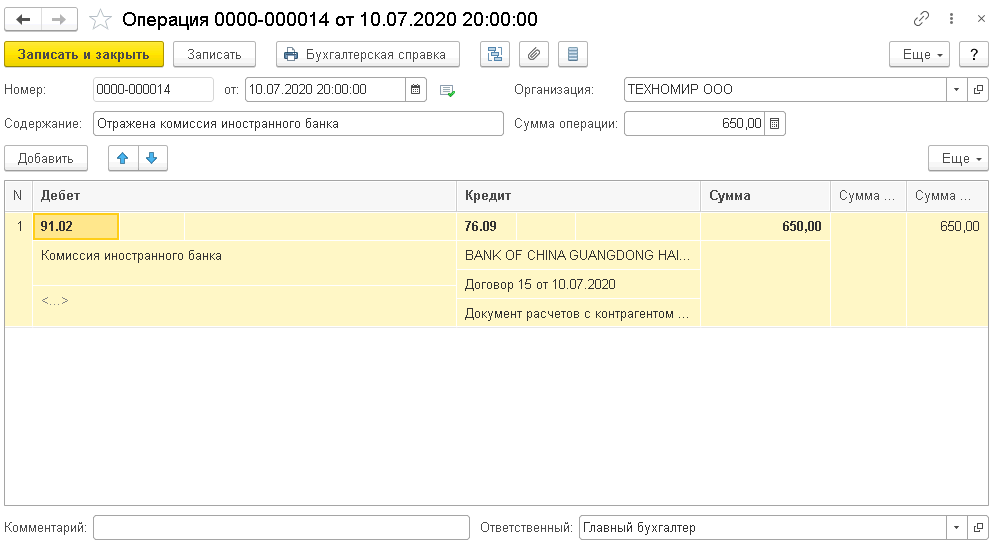 Операция 0000-000014 от 10.07.2020 20:00:00
Записать и закрыть Записать Бухгалтерская справка Еще ?
Номер: 0000-000014 от: 10.07.2020 20:00:00 Организация: ТЕХНОМИР ООО
Содержание: Отражена комиссия иностранного банка Сумма операции: 650,00
Добавить Еще
N Дебет Кредит Сумма Сумма ... Сумма ...
1 91.02 76.09 650,00 650,00
Комиссия иностранного банка BANK OF CHINA GUANGDONG HAI...
<...> Договор 15 от 10.07.2020
Документ расчетов с контрагентом ...
Комментарий: Ответственный: Главный бухгалтер